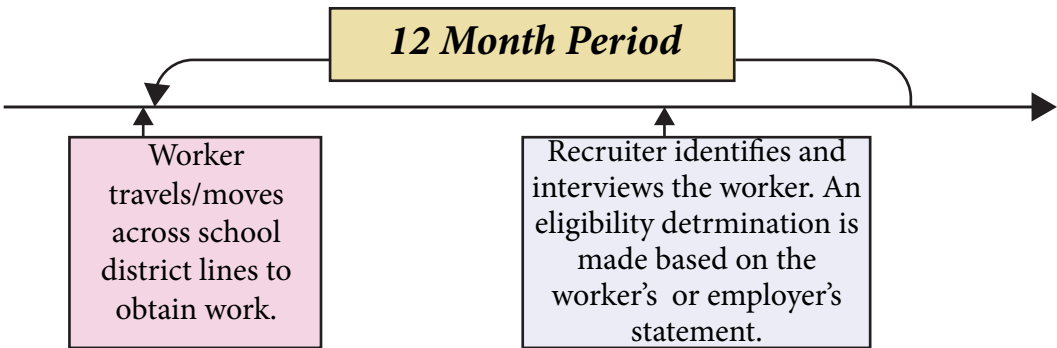 12 Month Period
Worker
travels/moves
across school
district lines to
obtain work.
Recruiter identifies and
interviews the worker. An
eligibility detrmination is
made based on the
worker's  or employer's
statement.